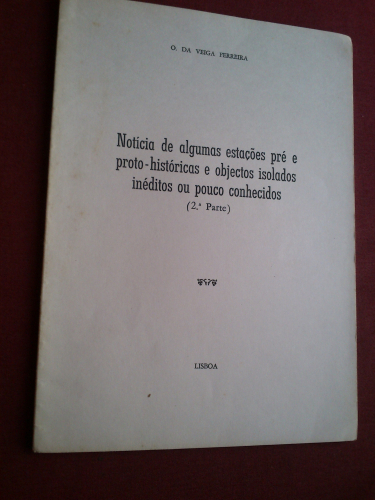 O. DA VEIGA FERREIRA
Notícia de algumas estações pré e
proto-históricas e objectos isolados
inéditos ou pouco conhecidos
(2.ª Parte)
LISBOA